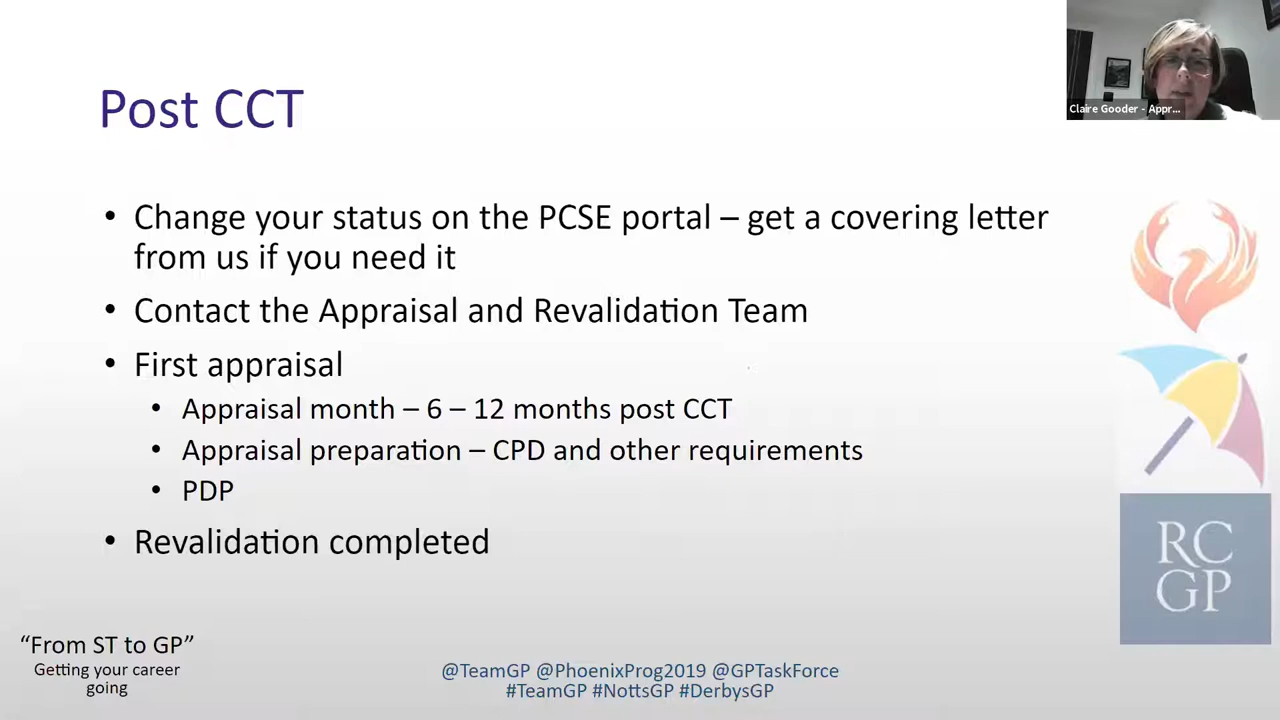 Claire Gooder - Appr...
Post CCT
• Change your status on the PCSE portal – get a covering letter
from us if you need it
• Contact the Appraisal and Revalidation Team
• First appraisal
• Appraisal month – 6 – 12 months post CCT
• Appraisal preparation – CPD and other requirements
• PDP
• Revalidation completed
RC
GP
“From ST to GP”
Getting your career
going
@TeamGP @PhoenixProg2019 @GPTaskForce
#TeamGP #NottsGP #DerbysGP